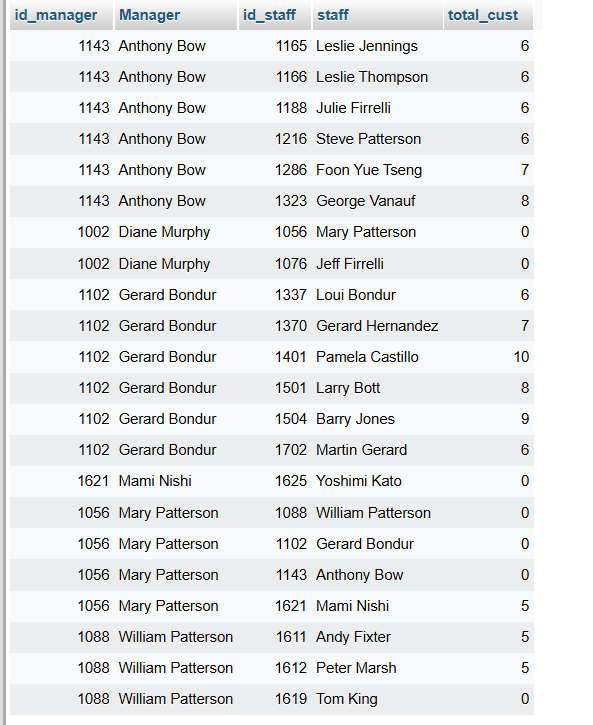 id_manager Manager id_staff staff total_cust
1143 Anthony Bow 1165 Leslie Jennings 6
1143 Anthony Bow 1166 Leslie Thompson 6
1143 Anthony Bow 1188 Julie Firrelli 6
1143 Anthony Bow 1216 Steve Patterson 6
1143 Anthony Bow 1286 Foon Yue Tseng 7
1143 Anthony Bow 1323 George Vanauf 8
1002 Diane Murphy 1056 Mary Patterson 0
1002 Diane Murphy 1076 Jeff Firrelli 0
1102 Gerard Bondur 1337 Loui Bondur 6
1102 Gerard Bondur 1370 Gerard Hernandez 7
1102 Gerard Bondur 1401 Pamela Castillo 10
1102 Gerard Bondur 1501 Larry Bott 8
1102 Gerard Bondur 1504 Barry Jones 9
1102 Gerard Bondur 1702 Martin Gerard 6
1621 Mami Nishi 1625 Yoshimi Kato 0
1056 Mary Patterson 1088 William Patterson 0
1056 Mary Patterson 1102 Gerard Bondur 0
1056 Mary Patterson 1143 Anthony Bow 0
1056 Mary Patterson 1621 Mami Nishi 5
1088 William Patterson 1611 Andy Fixter 5
1088 William Patterson 1612 Peter Marsh 5
1088 William Patterson 1619 Tom King 0